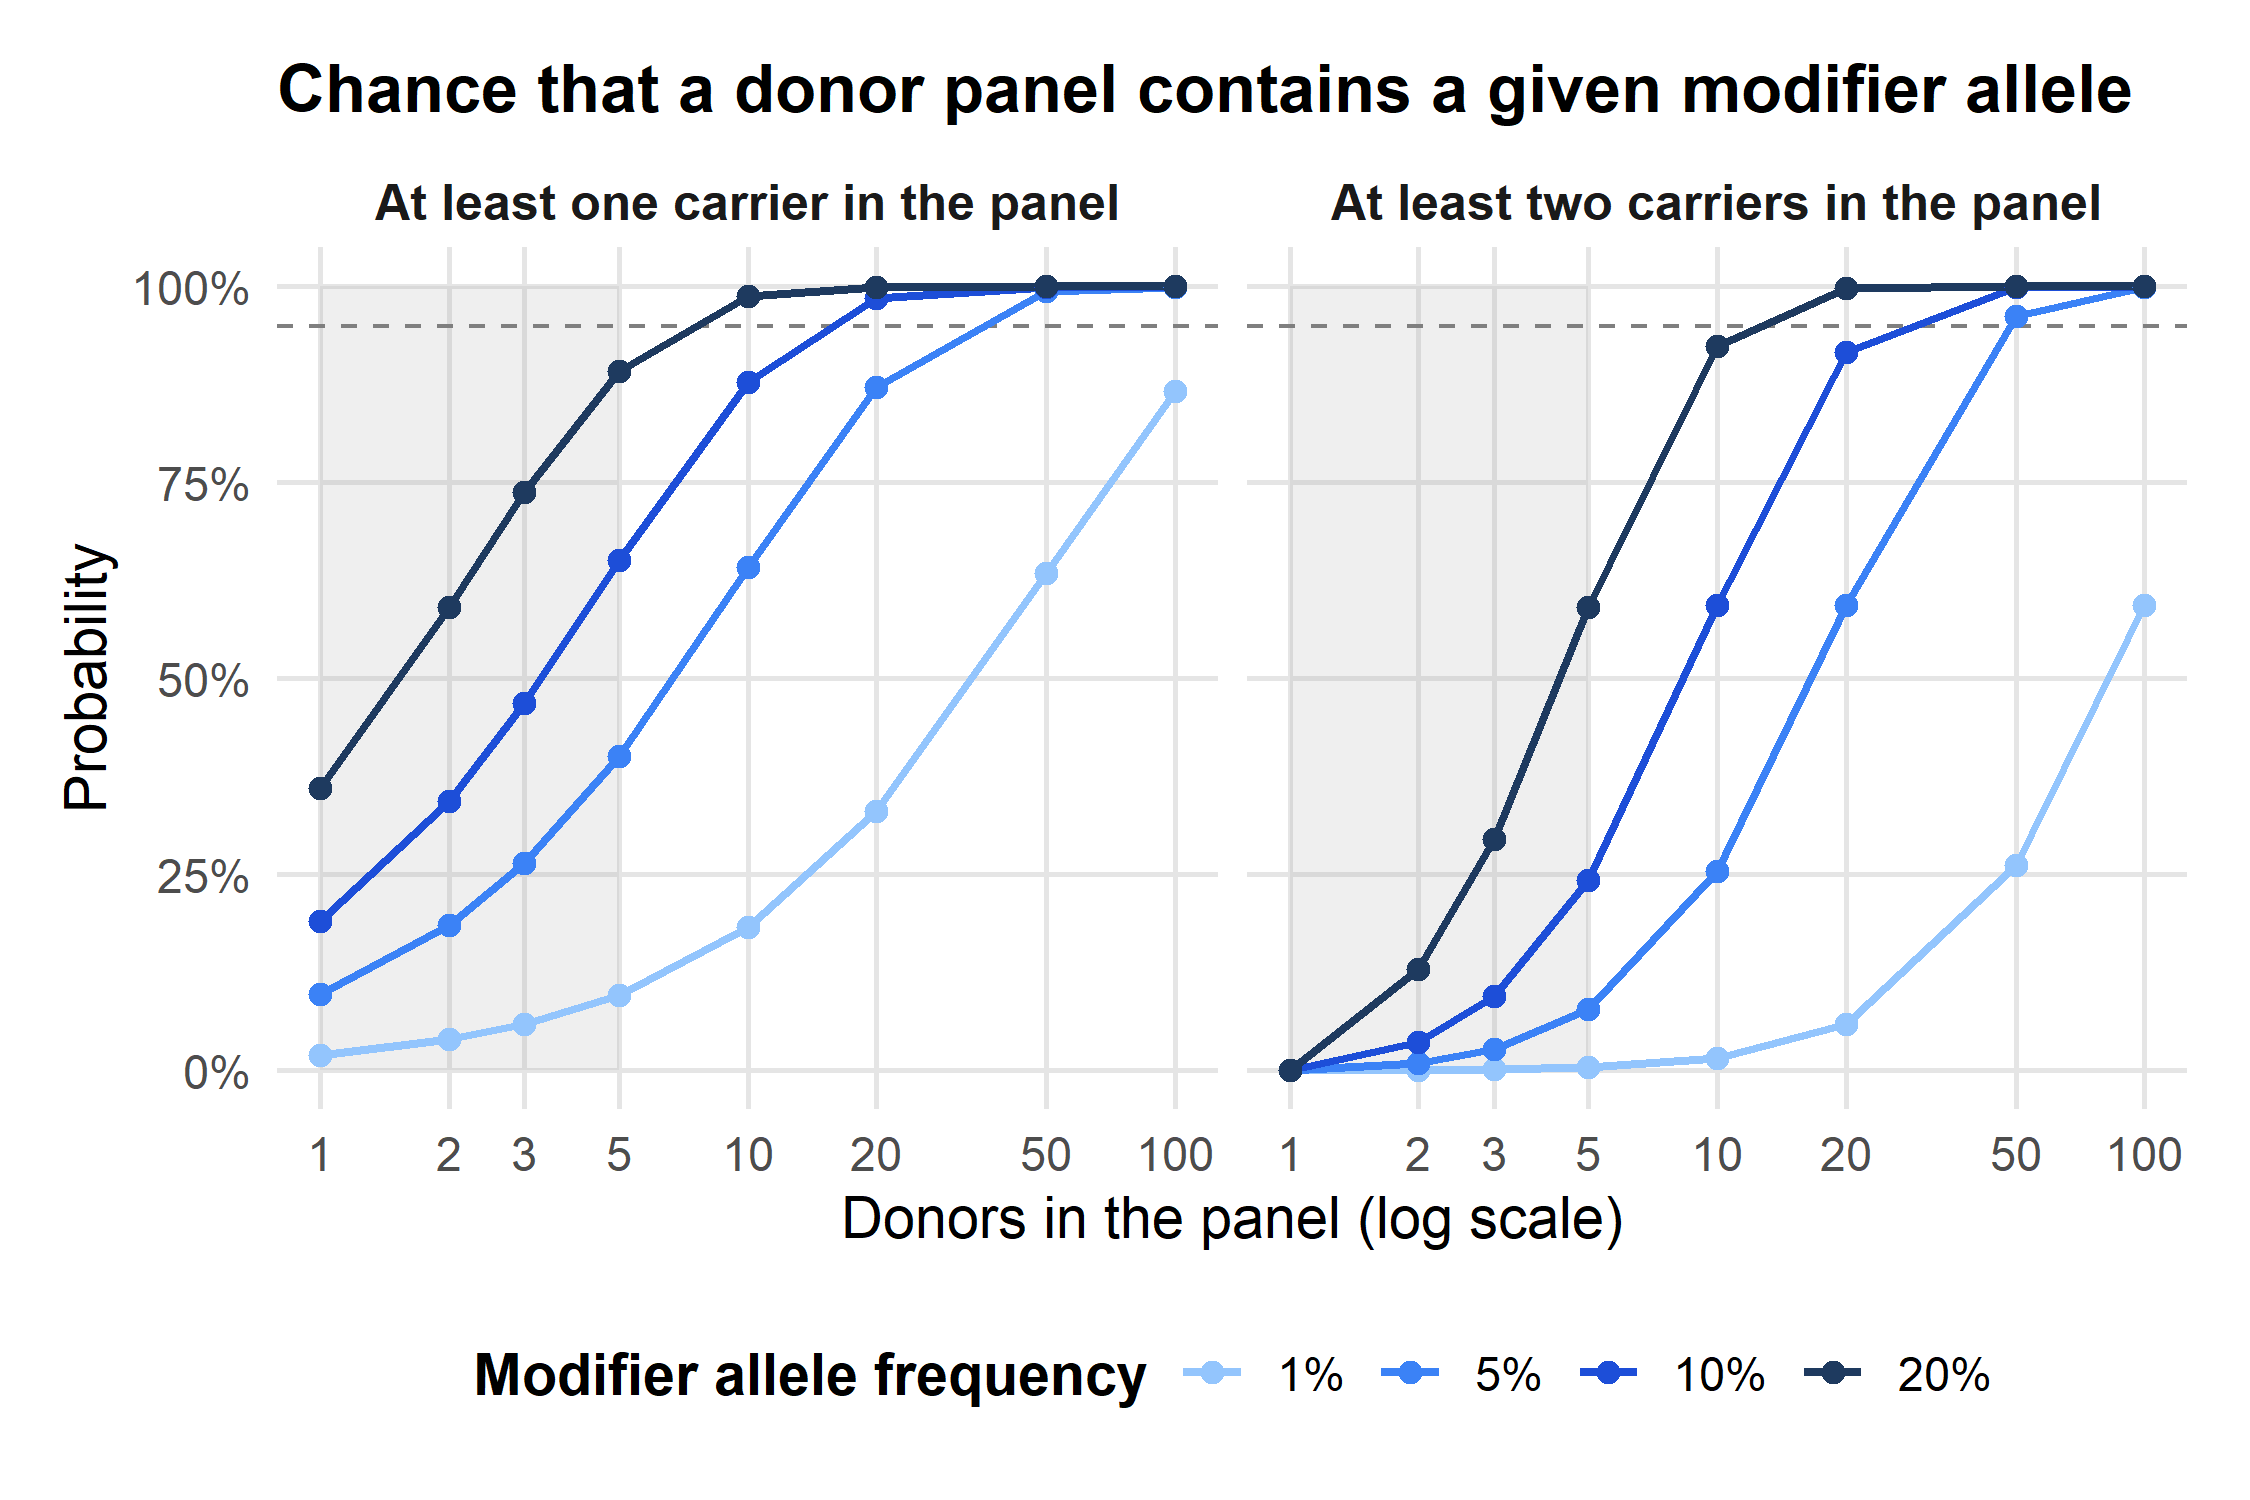 Chance that a donor panel contains a given modifier allele
At least one carrier in the panel
At least two carriers in the panel
Probability
100%
75%
50%
25%
0%
1 2 3 5 10 20 50 100
1 2 3 5 10 20 50 100
Donors in the panel (log scale)
Modifier allele frequency 1% 5% 10% 20%